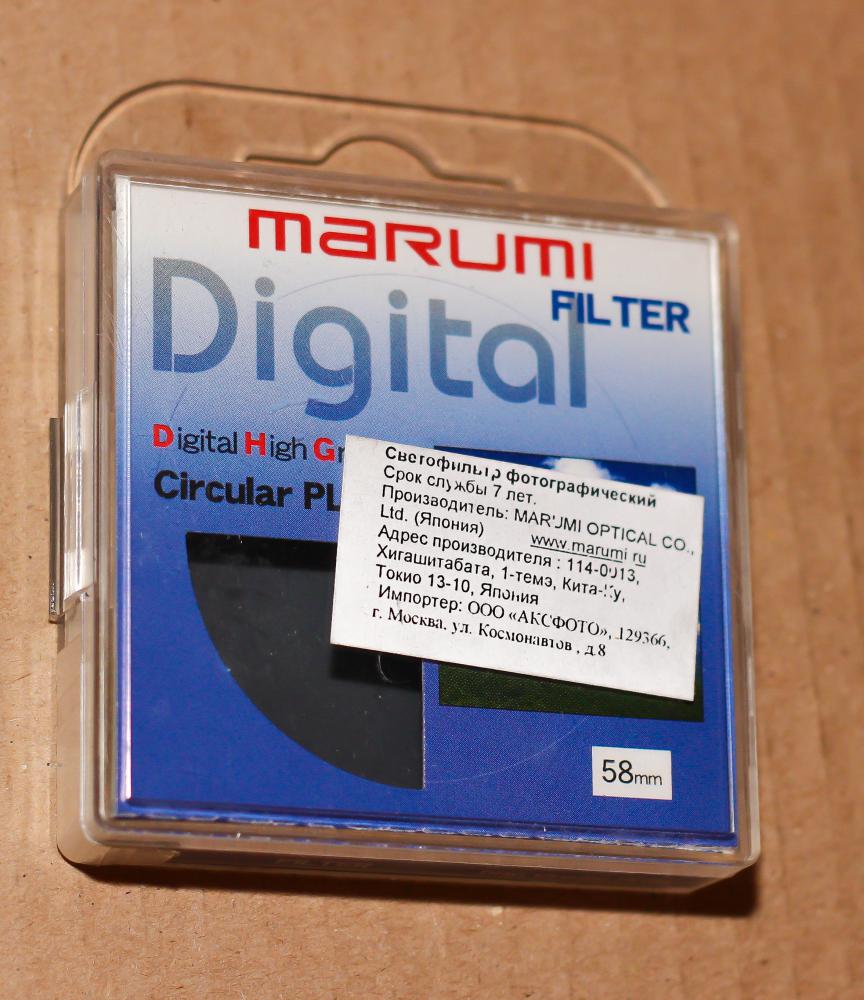 MARUMI
Digital
FILTER
Digital High Gr
Circular PL
Светофильтр фотографический
Срок службы 7 лет.
Производитель: MARUMI OPTICAL CO.,
Ltd. (Япония) www.marumi ru
Адрес производителя : 114-0013,
Хигашитабата, 1-темэ, Кита-Ку,
Токио 13-10, Япония
Импортер: ООО «АКСФОТО», 129366,
г. Москва, ул. Космонавтов , д.8
58mm